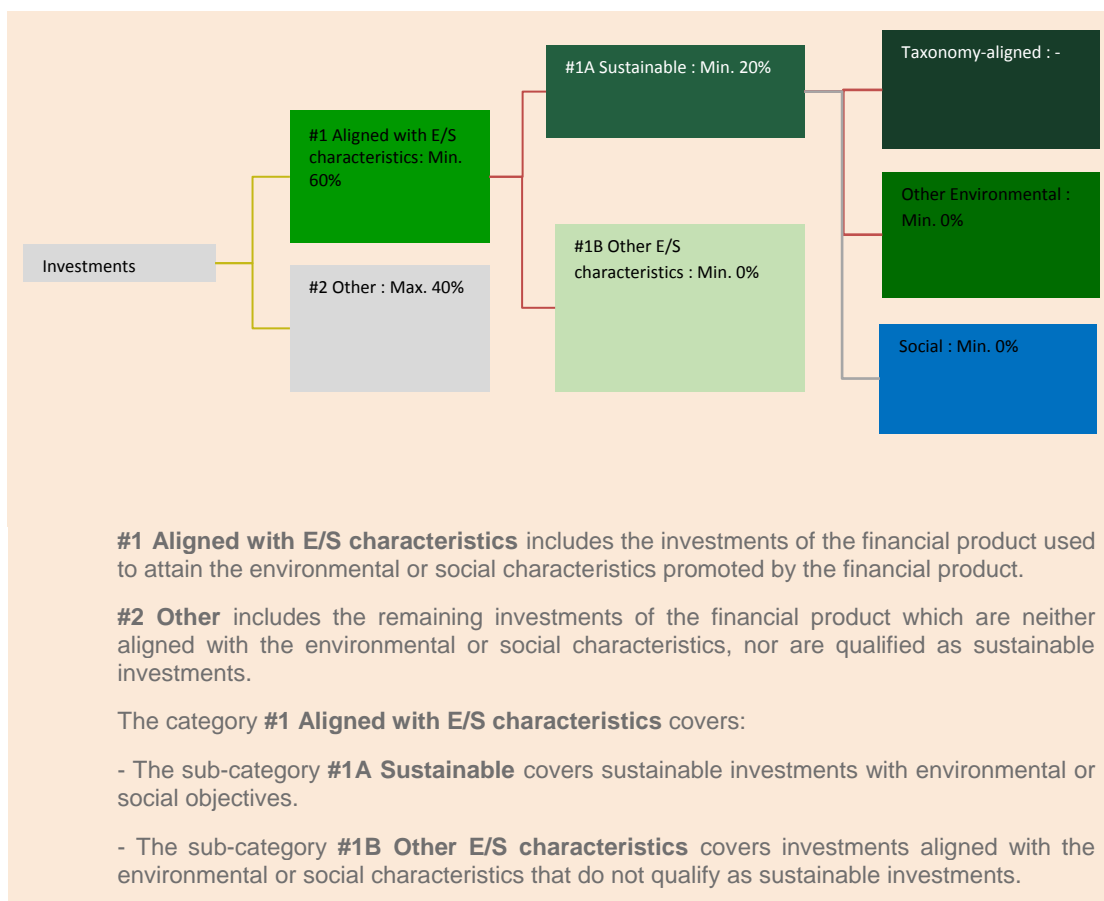 Investments
#1 Aligned with E/S
characteristics: Min.
60%
#2 Other : Max. 40%
#1A Sustainable : Min. 20%
#1B Other E/S
characteristics : Min. 0%
Taxonomy-aligned : -
Other Environmental :
Min. 0%
Social : Min. 0%
#1 Aligned with E/S characteristics includes the investments of the financial product used
to attain the environmental or social characteristics promoted by the financial product.
#2 Other includes the remaining investments of the financial product which are neither
aligned with the environmental or social characteristics, nor are qualified as sustainable
investments.
The category #1 Aligned with E/S characteristics covers:
- The sub-category #1A Sustainable covers sustainable investments with environmental or
social objectives.
- The sub-category #1B Other E/S characteristics covers investments aligned with the
environmental or social characteristics that do not qualify as sustainable investments.